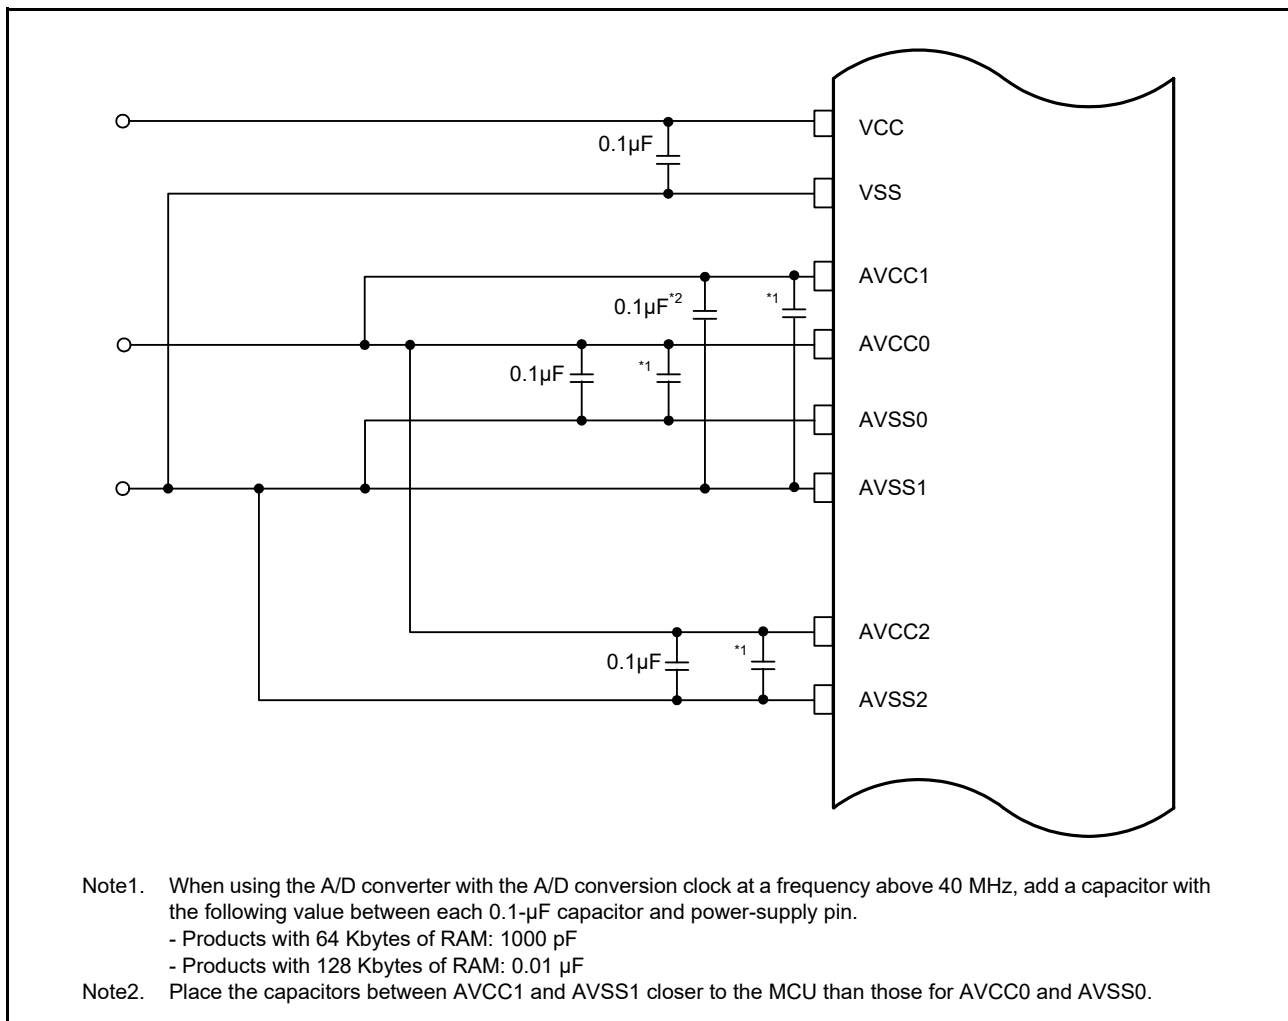 VCC
0.1µF
VSS
AVCC1
0.1µF*2
*1
AVCC0
0.1µF
*1
AVSS0
AVSS1
AVCC2
0.1µF
*1
AVSS2
Note1. When using the A/D converter with the A/D conversion clock at a frequency above 40 MHz, add a capacitor with
the following value between each 0.1-µF capacitor and power-supply pin.
- Products with 64 Kbytes of RAM: 1000 pF
- Products with 128 Kbytes of RAM: 0.01 µF
Note2. Place the capacitors between AVCC1 and AVSS1 closer to the MCU than those for AVCC0 and AVSS0.